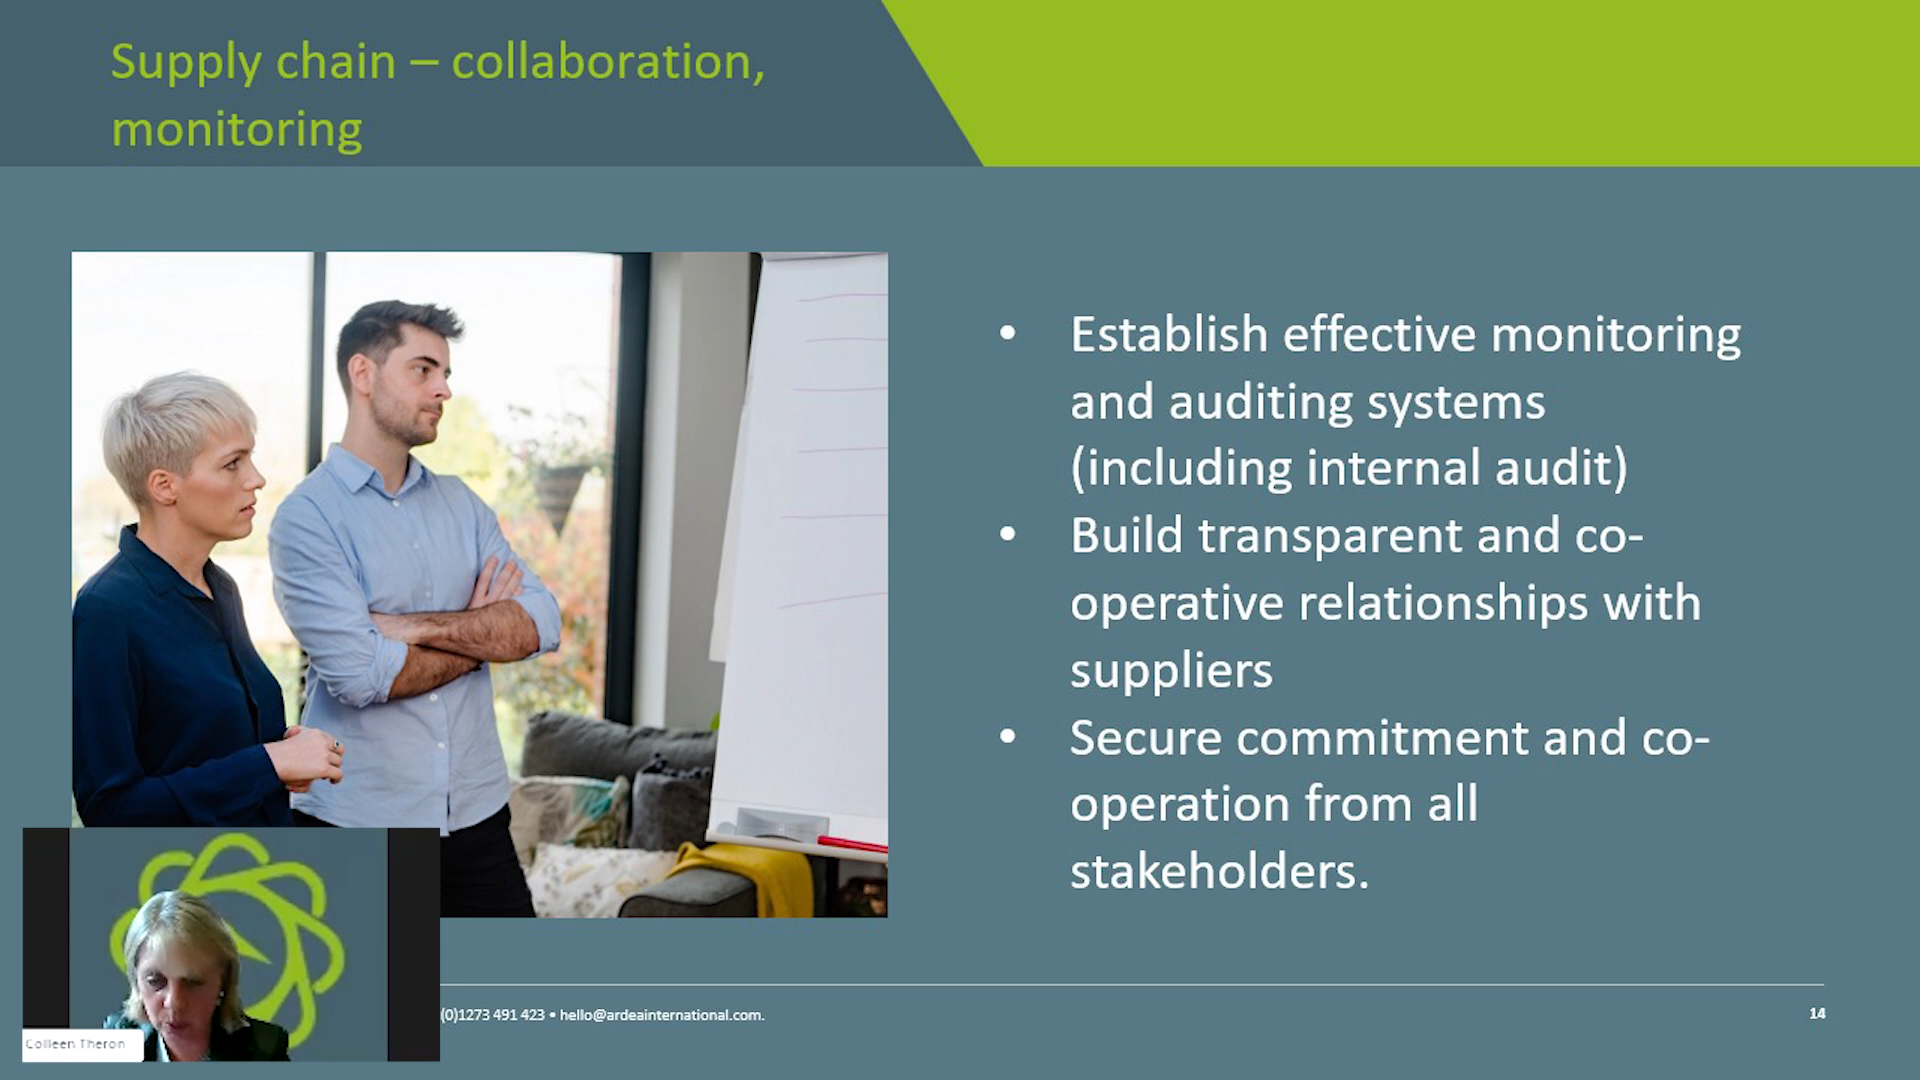 Supply chain – collaboration,
monitoring
• Establish effective monitoring
and auditing systems
(including internal audit)
• Build transparent and co-
operative relationships with
suppliers
• Secure commitment and co-
operation from all
stakeholders.
(0)1273 491 423 • hello@ardeainternational.com.
14
Colleen Theron